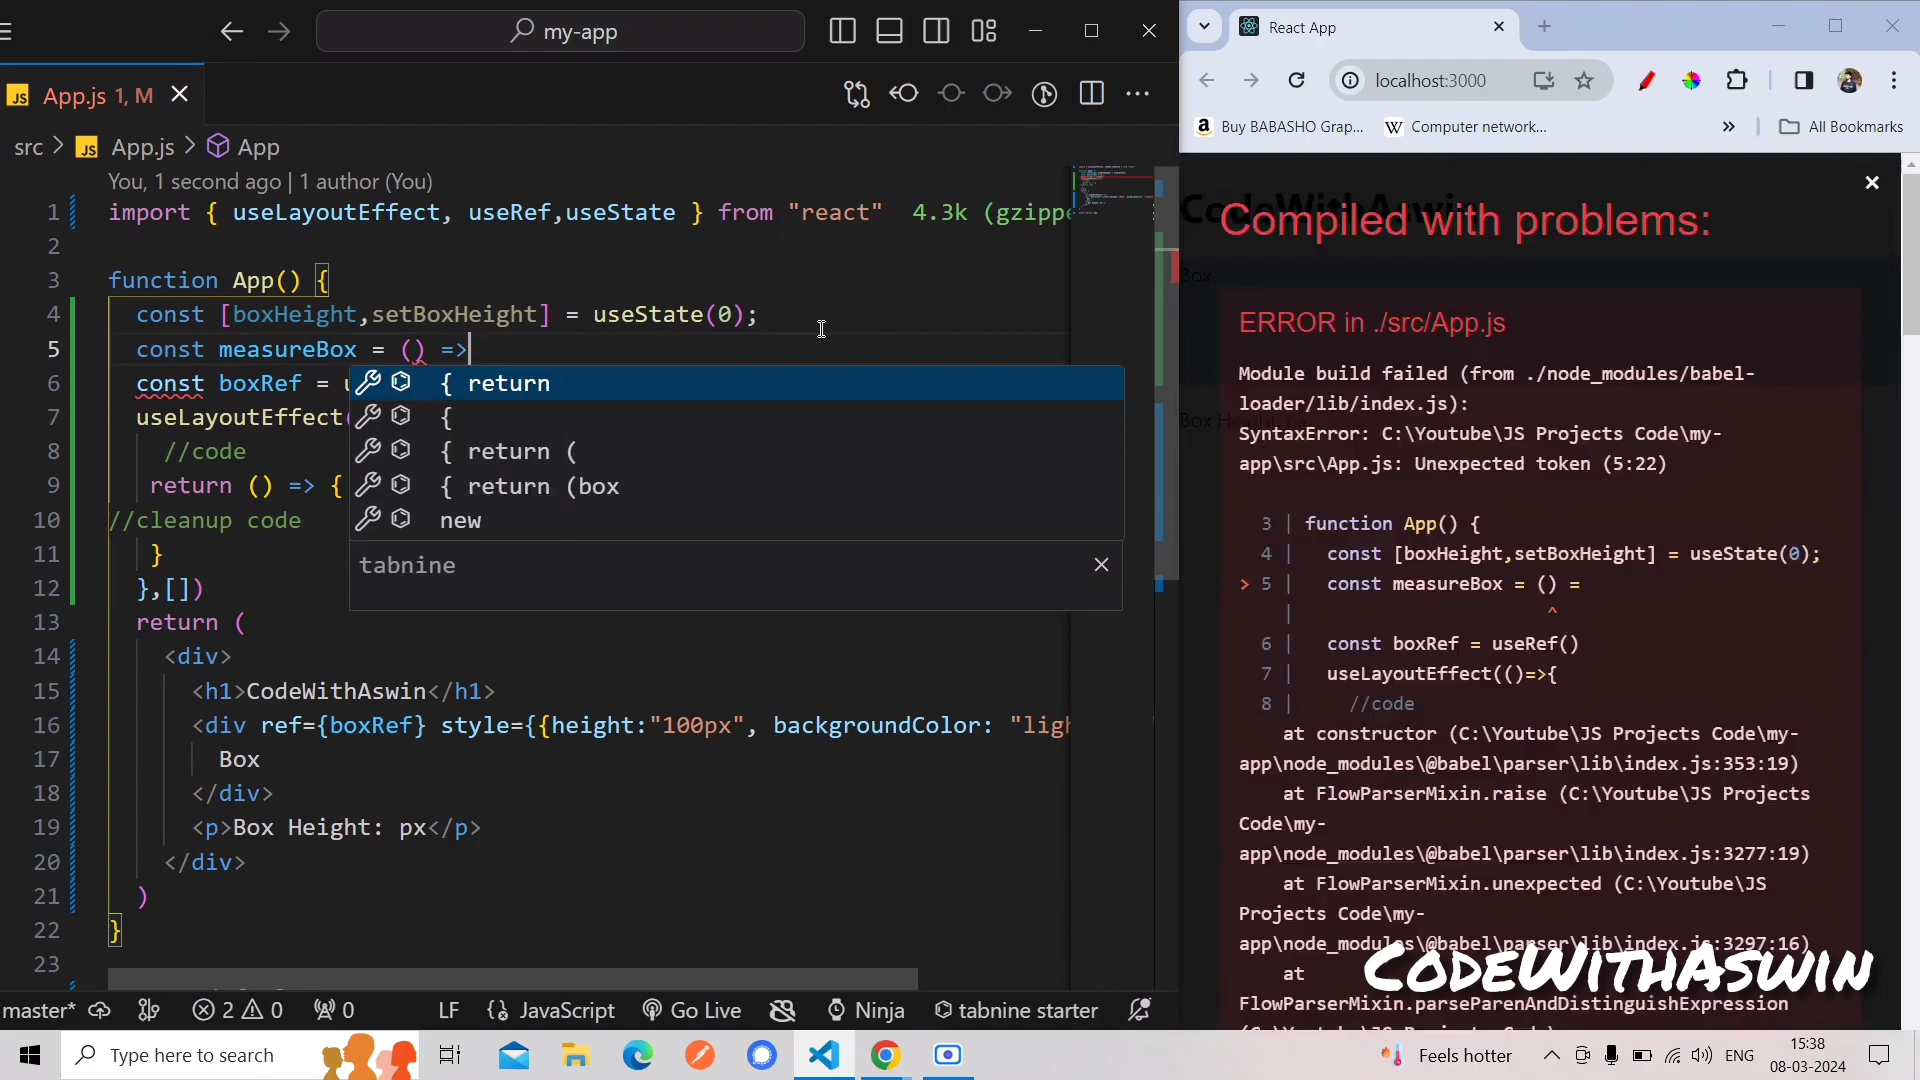 my-app
App.js 1, M
src > App.js > App
You, 1 second ago | 1 author (You)
1 import { useLayoutEffect, useRef,useState } from "react" 4.3k (gzippe
2
3 function App() {
4 const [boxHeight,setBoxHeight] = useState(0);
5 const measureBox = () =>
6 const boxRef = u
7 useLayoutEffect(
8 //code
9 return () => {
10 //cleanup code
11 }
12 },[])
13 return (
14 <div>
15 <h1>CodeWithAswin</h1>
16 <div ref={boxRef} style={{height:"100px", backgroundColor: "ligh
17 Box
18 </div>
19 <p>Box Height: px</p>
20 </div>
21 )
22 }
23
{ return
{
{ return (
{ return (box
new
tabnine
master* 2 0 0 LF JavaScript Go Live Ninja tabnine starter
React App
localhost:3000
Buy BABASHO Grap... Computer network... » All Bookmarks
CodeWithAswin
Compiled with problems:
Box
Box Height: px
ERROR in ./src/App.js
Module build failed (from ./node_modules/babel-
loader/lib/index.js):
SyntaxError: C:\Youtube\JS Projects Code\my-
app\src\App.js: Unexpected token (5:22)
3 | function App() {
4 | const [boxHeight,setBoxHeight] = useState(0);
> 5 | const measureBox = () =
| ^
6 | const boxRef = useRef()
7 | useLayoutEffect(()=>{
8 | //code
at constructor (C:\Youtube\JS Projects Code\my-
app\node_modules\@babel\parser\lib\index.js:353:19)
at FlowParserMixin.raise (C:\Youtube\JS Projects
Code\my-
app\node_modules\@babel\parser\lib\index.js:3277:19)
at FlowParserMixin.unexpected (C:\Youtube\JS
Projects Code\my-
app\node_modules\@babel\parser\lib\index.js:3297:16)
at
FlowParserMixin.parseParenAndDistinguishExpression
CodeWithAswin
Type here to search
Feels hotter
ENG
15:38
08-03-2024